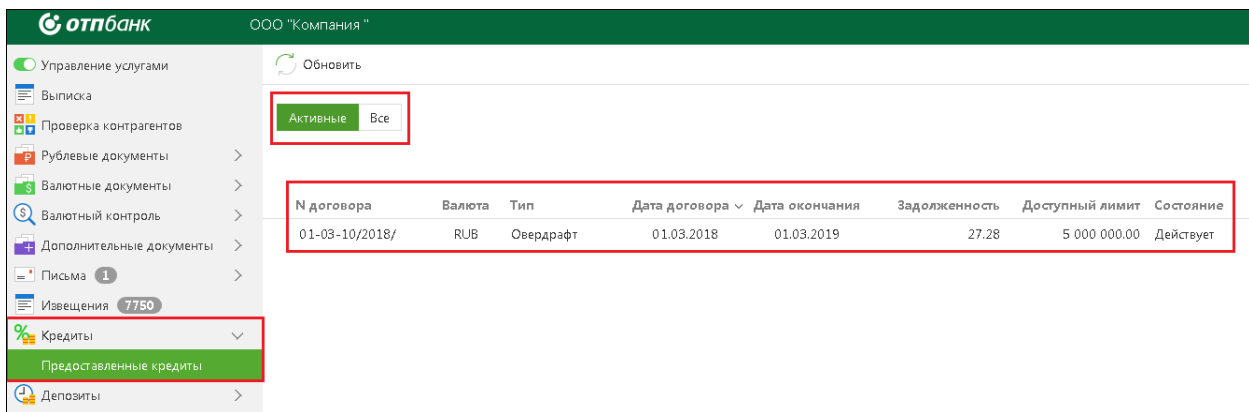 отпбанк ООО "Компания "
Управление услугами
Обновить
Выписка
Активные Все
Проверка контрагентов
Рублевые документы
Валютные документы
N договора Валюта Тип Дата договора Дата окончания Задолженность Доступный лимит Состояние
Валютный контроль
01-03-10/2018/ RUB Овердрафт 01.03.2018 01.03.2019 27.28 5 000 000.00 Действует
Дополнительные документы
Письма 1
Извещения 7750
Кредиты
Предоставленные кредиты
Депозиты